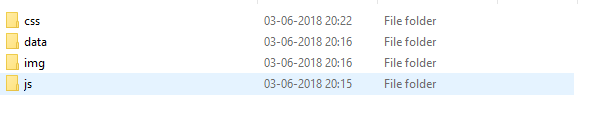 css 03-06-2018 20:22 File folder
data 03-06-2018 20:16 File folder
img 03-06-2018 20:16 File folder
js 03-06-2018 20:15 File folder